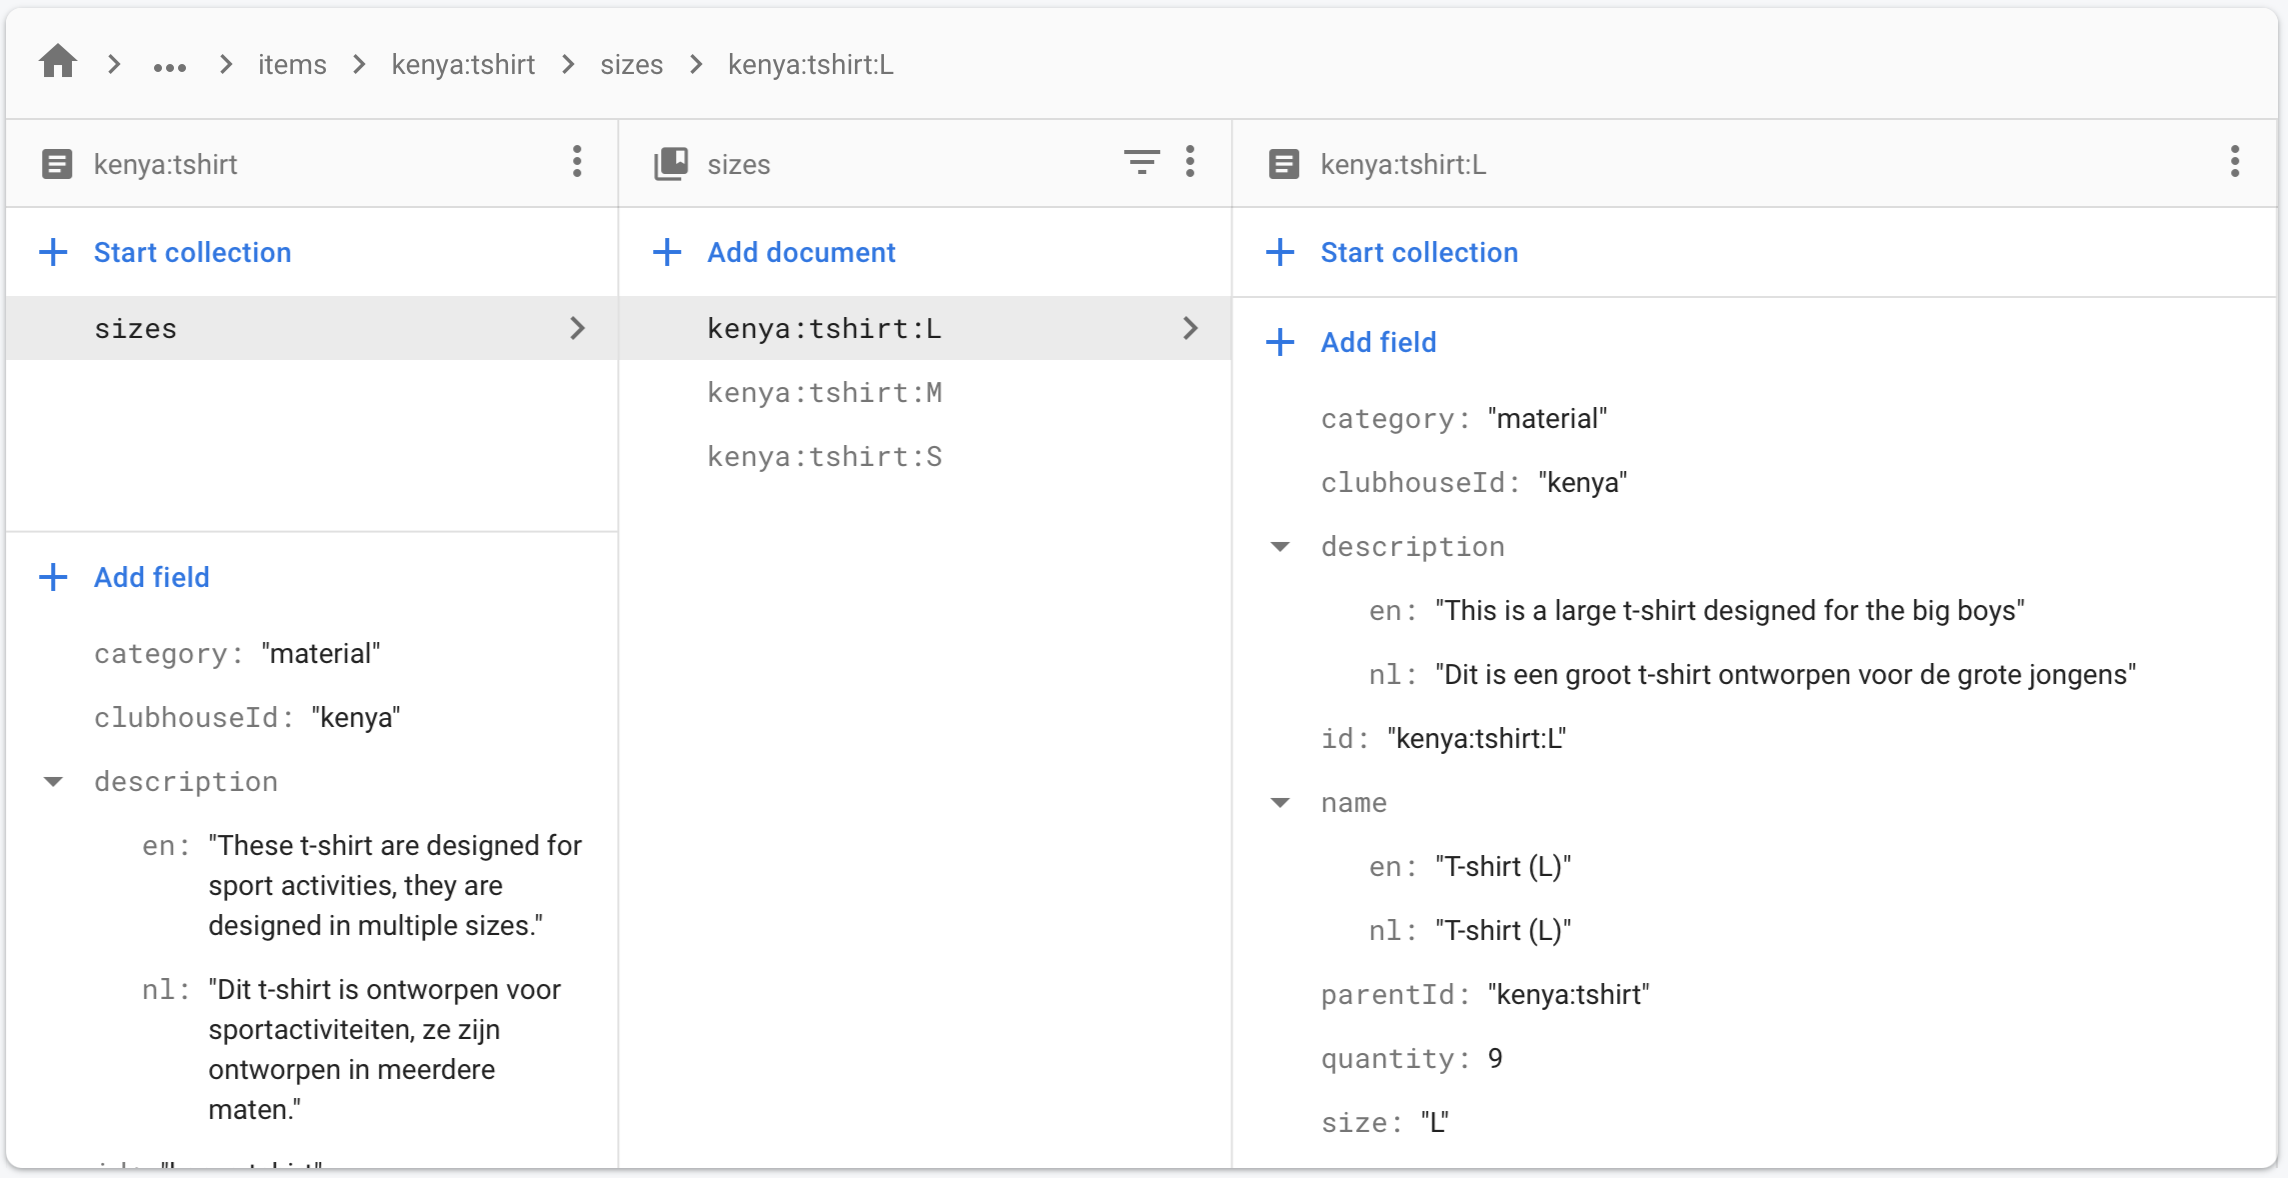 ... items kenya:tshirt sizes kenya:tshirt:L
kenya:tshirt
Start collection
sizes
Add field
category: "material"
clubhouseId: "kenya"
description
en: "These t-shirt are designed for
sport activities, they are
designed in multiple sizes."
nl: "Dit t-shirt is ontworpen voor
sportactiviteiten, ze zijn
ontworpen in meerdere
maten."
sizes
Add document
kenya:tshirt:L
kenya:tshirt:M
kenya:tshirt:S
kenya:tshirt:L
Start collection
Add field
category: "material"
clubhouseId: "kenya"
description
en: "This is a large t-shirt designed for the big boys"
nl: "Dit is een groot t-shirt ontworpen voor de grote jongens"
id: "kenya:tshirt:L"
name
en: "T-shirt (L)"
nl: "T-shirt (L)"
parentId: "kenya:tshirt"
quantity: 9
size: "L"